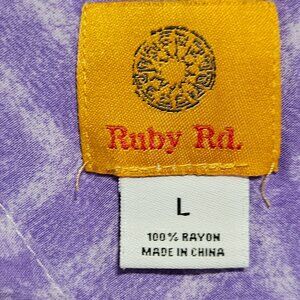 Ruby Rd.
L
100% RAYON
MADE IN CHINA